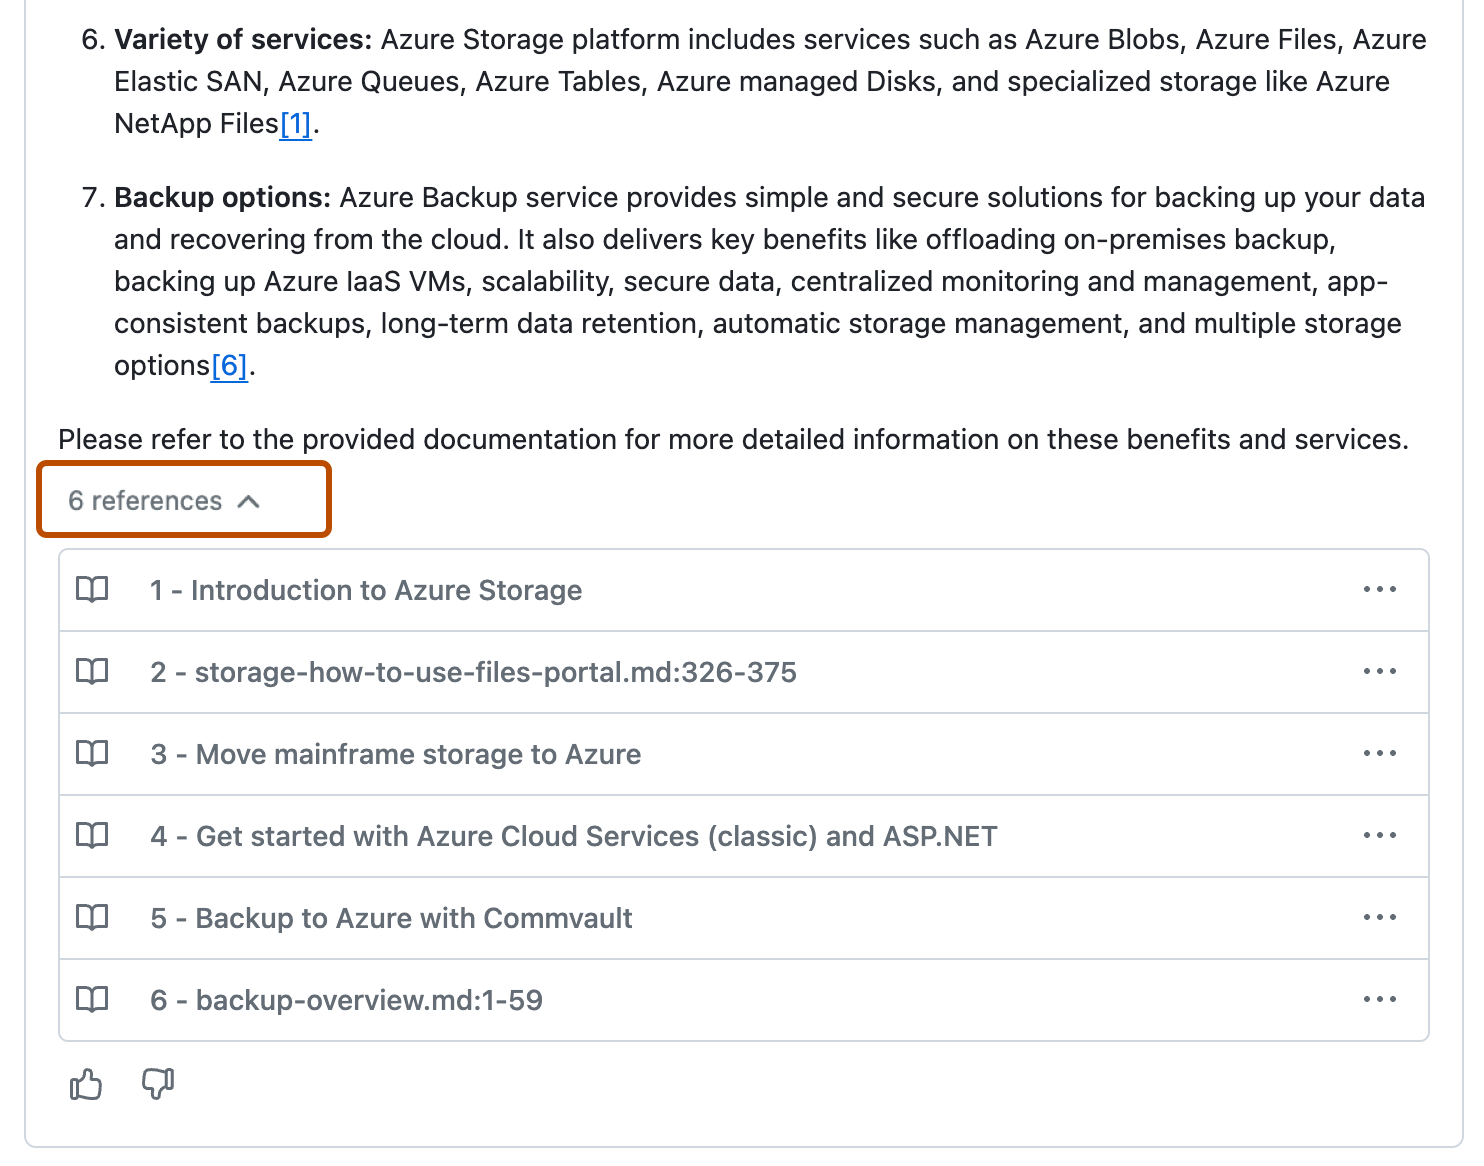 6. Variety of services: Azure Storage platform includes services such as Azure Blobs, Azure Files, Azure
Elastic SAN, Azure Queues, Azure Tables, Azure managed Disks, and specialized storage like Azure
NetApp Files[1].
7. Backup options: Azure Backup service provides simple and secure solutions for backing up your data
and recovering from the cloud. It also delivers key benefits like offloading on-premises backup,
backing up Azure IaaS VMs, scalability, secure data, centralized monitoring and management, app-
consistent backups, long-term data retention, automatic storage management, and multiple storage
options[6].
Please refer to the provided documentation for more detailed information on these benefits and services.
6 references
1 - Introduction to Azure Storage
2 - storage-how-to-use-files-portal.md:326-375
3 - Move mainframe storage to Azure
4 - Get started with Azure Cloud Services (classic) and ASP.NET
5 - Backup to Azure with Commvault
6 - backup-overview.md:1-59